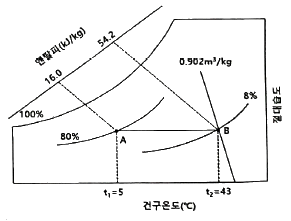 엔탈피(kJ/kg)
54.2
16.0
0.902m³/kg
100%
80%
8%
A
B
절대습도
t₁=5
t₂=43
건구온도(℃)